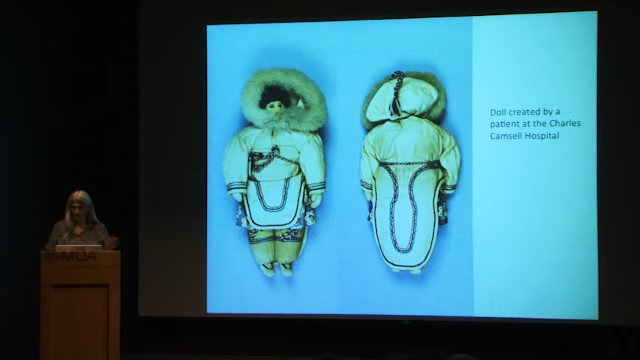 Doll created by a
patient at the Charles
Camsell Hospital
MOA